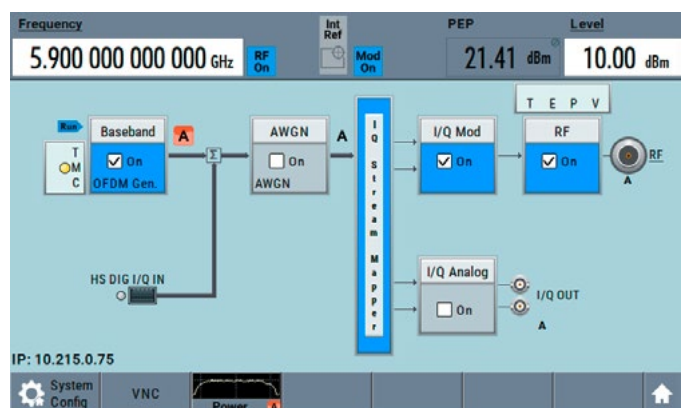 Frequency
Int
Ref
PEP
Level
5.900 000 000 000 GHz
RF
On
Mod
On
21.41 dBm
10.00 dBm
T E P V
Run
Baseband
A
AWGN
A
I/Q Mod
RF
T
M
C
On
OFDM Gen.
Σ
On
AWGN
I
Q
S
t
r
e
a
m
M
a
p
p
e
r
On
On
RF
A
HS DIG I/Q IN
I/Q Analog
On
I/Q OUT
A
IP: 10.215.0.75
System
Config
VNC
Power A